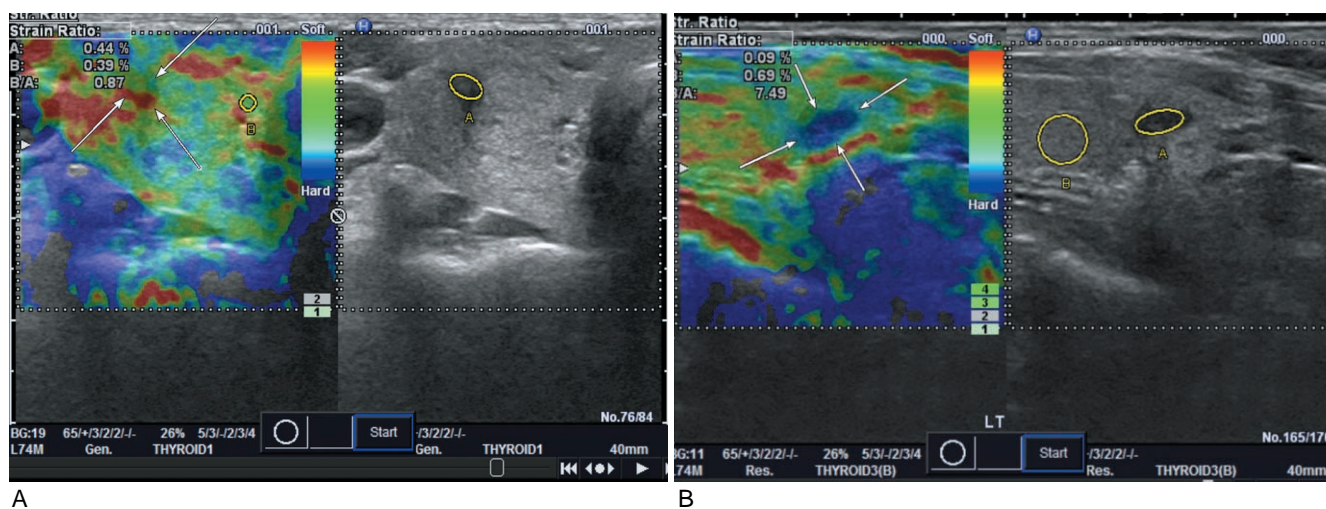 Str. Ratio
Strain Ratio:
A: 0.44 %
B: 0.39 %
B/A: 0.87
001 Soft
H
001
B
A
Hard
2
1
No.76/84
BG:19 65/+/3/2/2/-/- 26% 5/3/-/2/3/4
Start
-/3/2/2/-/-
L74M Gen. THYROID1
Gen. THYROID1 40mm
A
Str. Ratio
Strain Ratio:
0.09 %
0.69 %
B/A: 7.49
000 Soft
H
000
A
B
Hard
4
3
2
1
LT
No.165/170
BG:11 65/+/3/2/2/-/- 26% 5/3/-/2/3/4
Start
-/3/2/2/-/-
L74M Res. THYROID3(B)
Res. THYROID3(B) 40mm
B